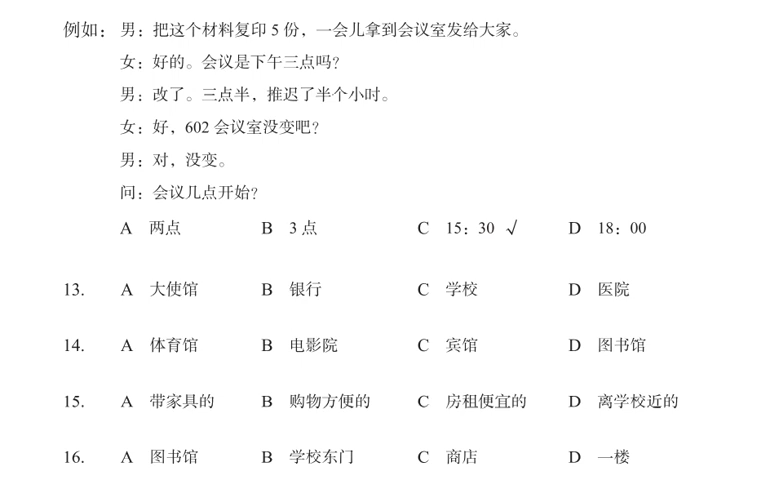 例如：男：把这个材料复印 5 份，一会儿拿到会议室发给大家。
女：好的。会议是下午三点吗？
男：改了。三点半，推迟了半个小时。
女：好，602 会议室没变吧？
男：对，没变。
问：会议几点开始？
A 两点 B 3 点 C 15：30 √ D 18：00
13. A 大使馆 B 银行 C 学校 D 医院
14. A 体育馆 B 电影院 C 宾馆 D 图书馆
15. A 带家具的 B 购物方便的 C 房租便宜的 D 离学校近的
16. A 图书馆 B 学校东门 C 商店 D 一楼